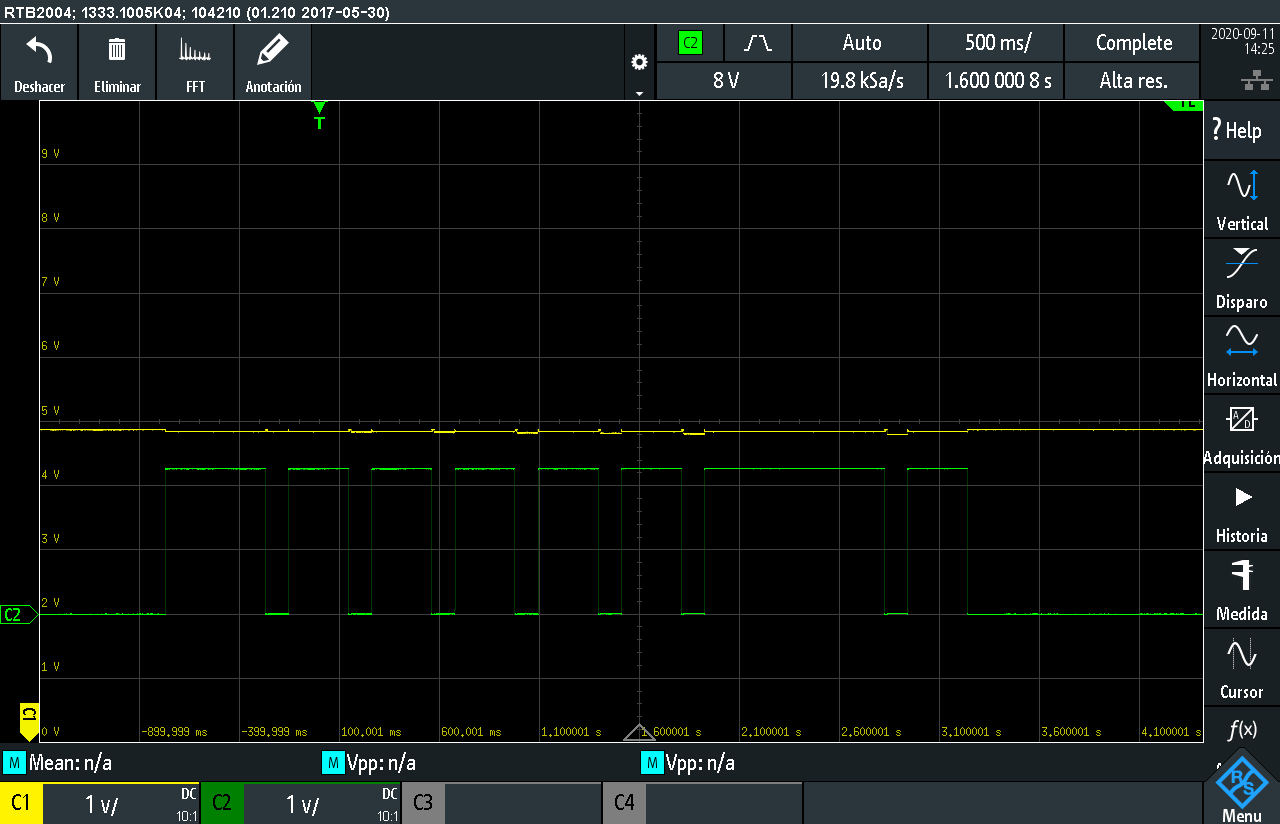 RTB2004; 1333.1005K04; 104210 (01.210 2017-05-30)
Deshacer
Eliminar
FFT
Anotación
C2
Auto
500 ms/
Complete
8 V
19.8 kSa/s
1.600 000 8 s
Alta res.
2020-09-11
14:25
T
TL
? Help
Vertical
Disparo
Horizontal
A
D
Adquisición
Historia
Medida
Cursor
f(x)
9 V
8 V
7 V
6 V
5 V
4 V
3 V
2 V
1 V
0 V
C2
C1
-899,999 ms
-399,999 ms
100,001 ms
600,001 ms
1,100001 s
1,600001 s
2,100001 s
2,600001 s
3,100001 s
3,600001 s
4,100001 s
M Mean: n/a
M Vpp: n/a
M Vpp: n/a
C1
1 V/
DC
10:1
C2
1 V/
DC
10:1
C3
C4
R S
Menu